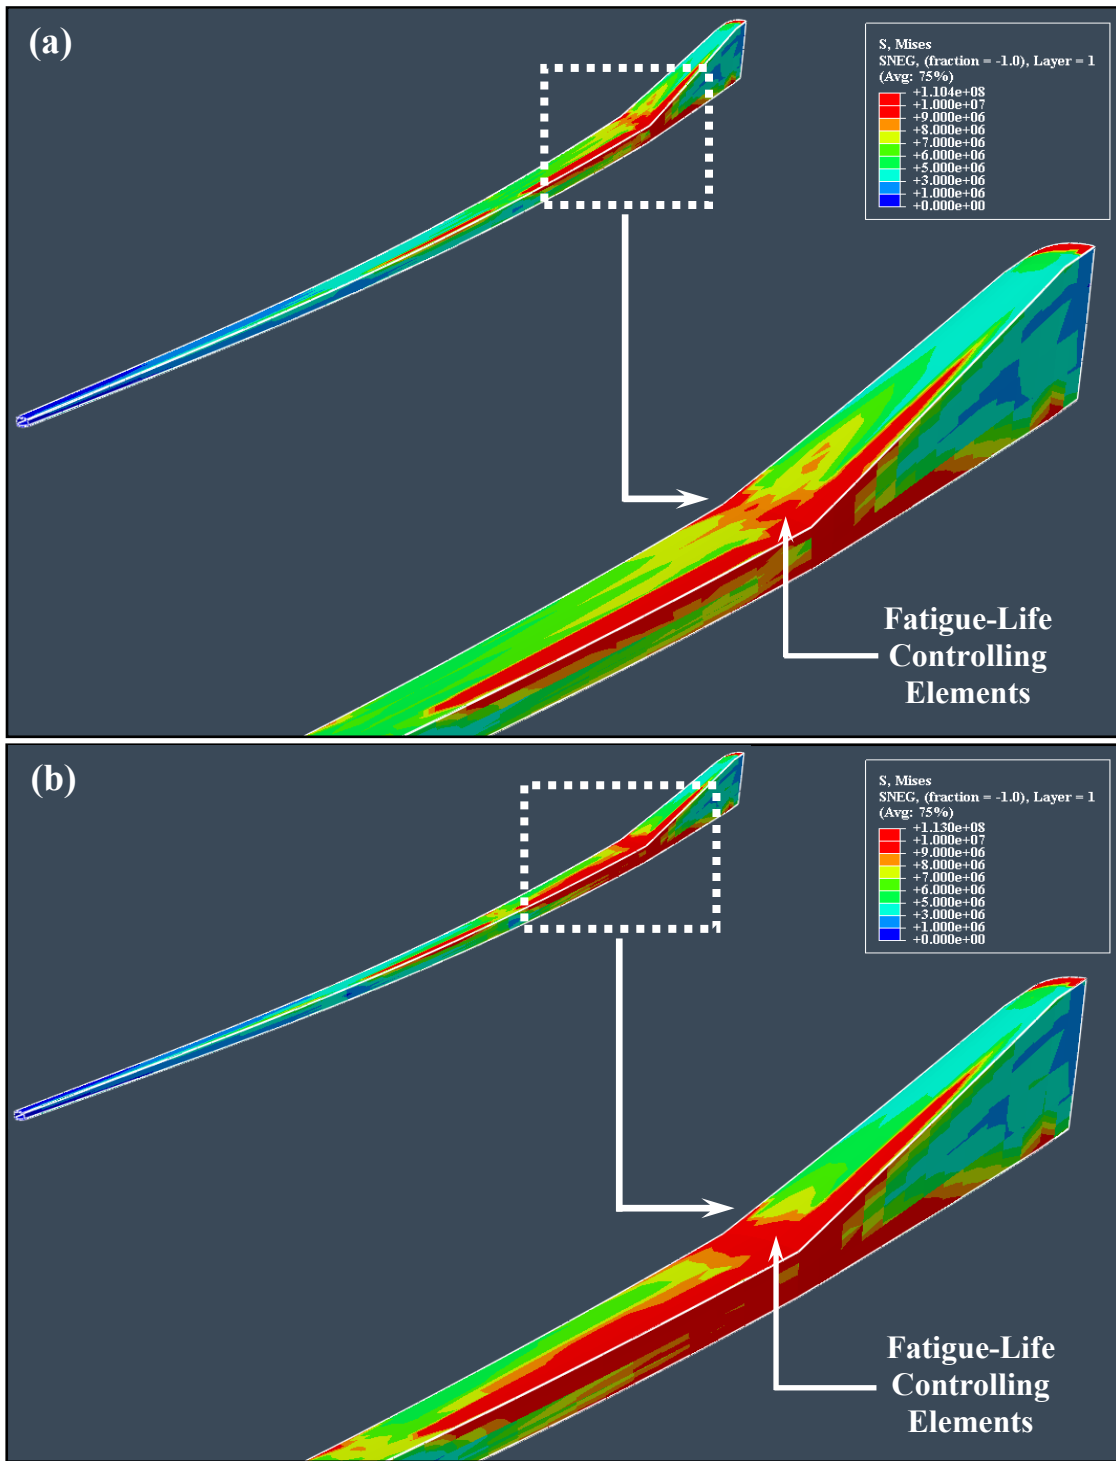 (a)
S, Mises
SNEG, (fraction = -1.0), Layer = 1
(Avg: 75%)
+1.104e+08
+1.000e+07
+9.000e+06
+8.000e+06
+7.000e+06
+6.000e+06
+5.000e+06
+3.000e+06
+1.000e+06
+0.000e+00
Fatigue-Life
Controlling
Elements
(b)
S, Mises
SNEG, (fraction = -1.0), Layer = 1
(Avg: 75%)
+1.130e+08
+1.000e+07
+9.000e+06
+8.000e+06
+7.000e+06
+6.000e+06
+5.000e+06
+3.000e+06
+1.000e+06
+0.000e+00
Fatigue-Life
Controlling
Elements